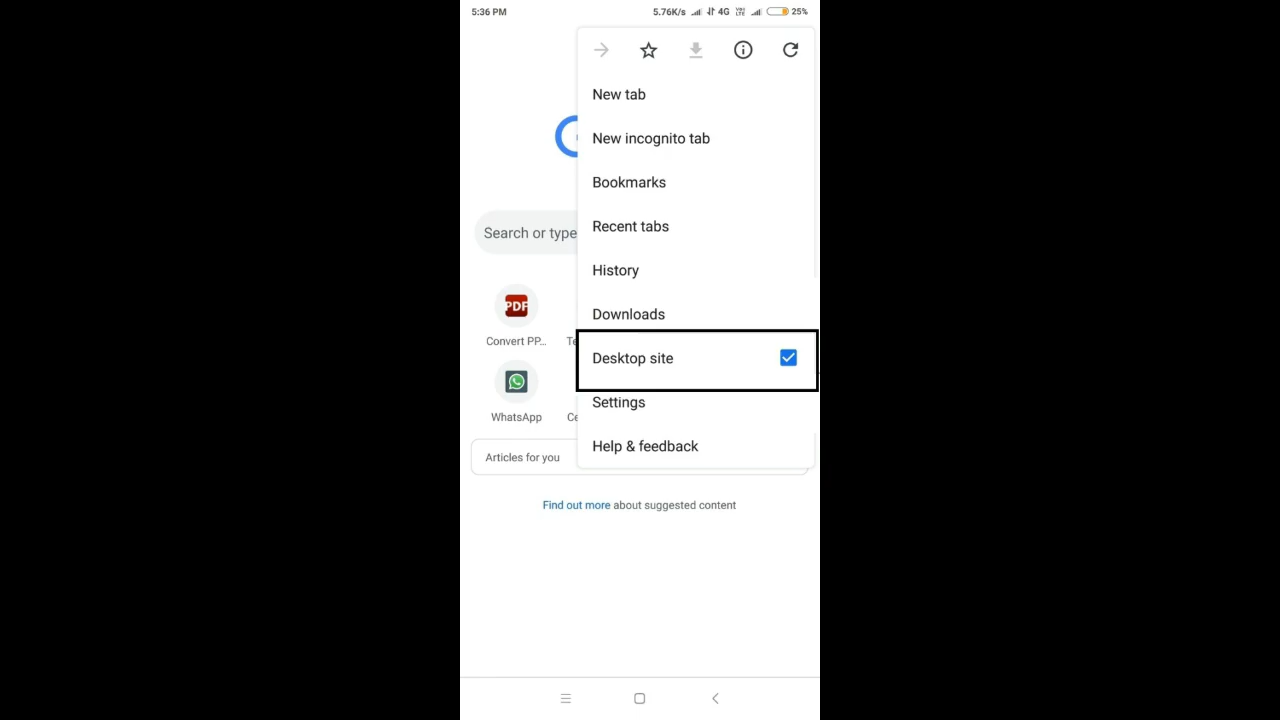 5:36 PM
5.76K/s 4G VoLTE 25%
New tab
New incognito tab
Bookmarks
Search or type
Recent tabs
History
Downloads
PDF
Convert PP...
Desktop site
WhatsApp
Settings
Help & feedback
Articles for you
Find out more about suggested content